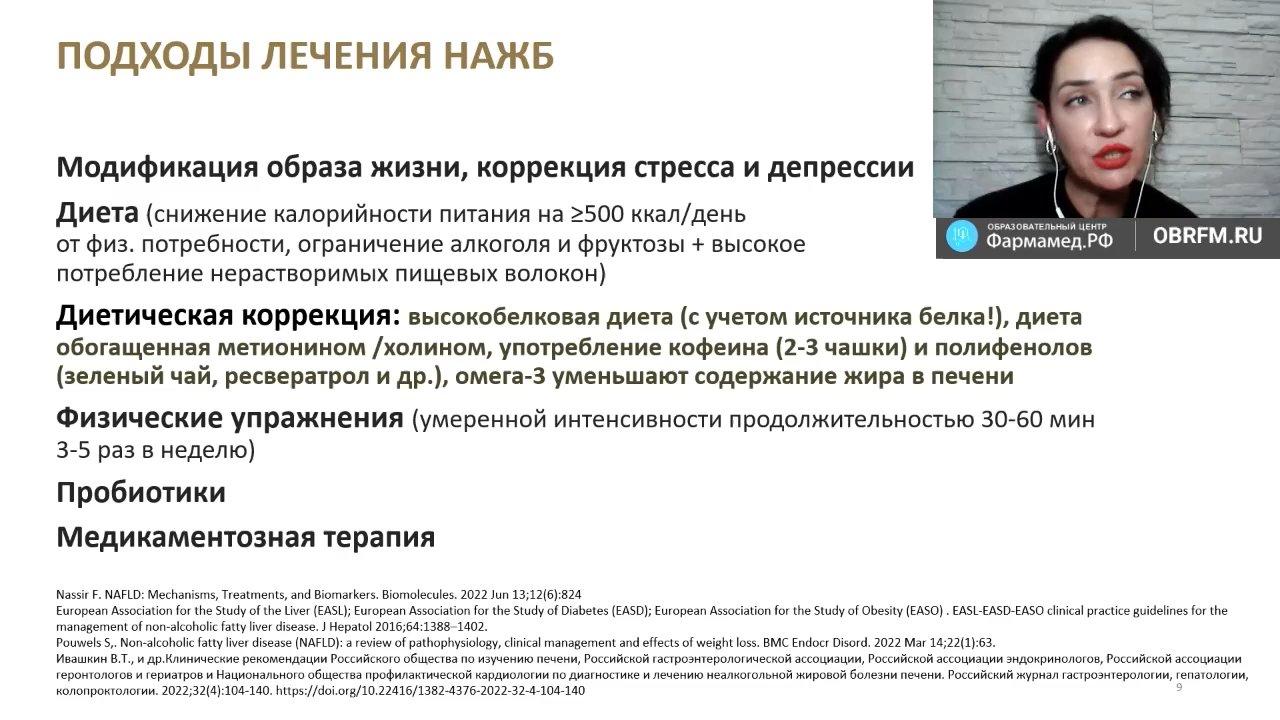 ПОДХОДЫ ЛЕЧЕНИЯ НАЖБ
ОБРАЗОВАТЕЛЬНЫЙ ЦЕНТР
Фармамед.РФ
OBRFM.RU
Модификация образа жизни, коррекция стресса и депрессии
Диета (снижение калорийности питания на ≥500 ккал/день
от физ. потребности, ограничение алкоголя и фруктозы + высокое
потребление нерастворимых пищевых волокон)
Диетическая коррекция: высокобелковая диета (с учетом источника белка!), диета
обогащенная метионином /холином, употребление кофеина (2-3 чашки) и полифенолов
(зеленый чай, ресвератрол и др.), омега-3 уменьшают содержание жира в печени
Физические упражнения (умеренной интенсивности продолжительностью 30-60 мин
3-5 раз в неделю)
Пробиотики
Медикаментозная терапия
Nassir F. NAFLD: Mechanisms, Treatments, and Biomarkers. Biomolecules. 2022 Jun 13;12(6):824
European Association for the Study of the Liver (EASL); European Association for the Study of Diabetes (EASD); European Association for the Study of Obesity (EASO) . EASL-EASD-EASO clinical practice guidelines for the
management of non-alcoholic fatty liver disease. J Hepatol 2016;64:1388–1402.
Pouwels S,. Non-alcoholic fatty liver disease (NAFLD): a review of pathophysiology, clinical management and effects of weight loss. BMC Endocr Disord. 2022 Mar 14;22(1):63.
Ивашкин В.Т., и др.Клинические рекомендации Российского общества по изучению печени, Российской гастроэнтерологической ассоциации, Российской ассоциации эндокринологов, Российской ассоциации
геронтологов и гериатров и Национального общества профилактической кардиологии по диагностике и лечению неалкогольной жировой болезни печени. Российский журнал гастроэнтерологии, гепатологии,
колопроктологии. 2022;32(4):104-140. https://doi.org/10.22416/1382-4376-2022-32-4-104-140
9